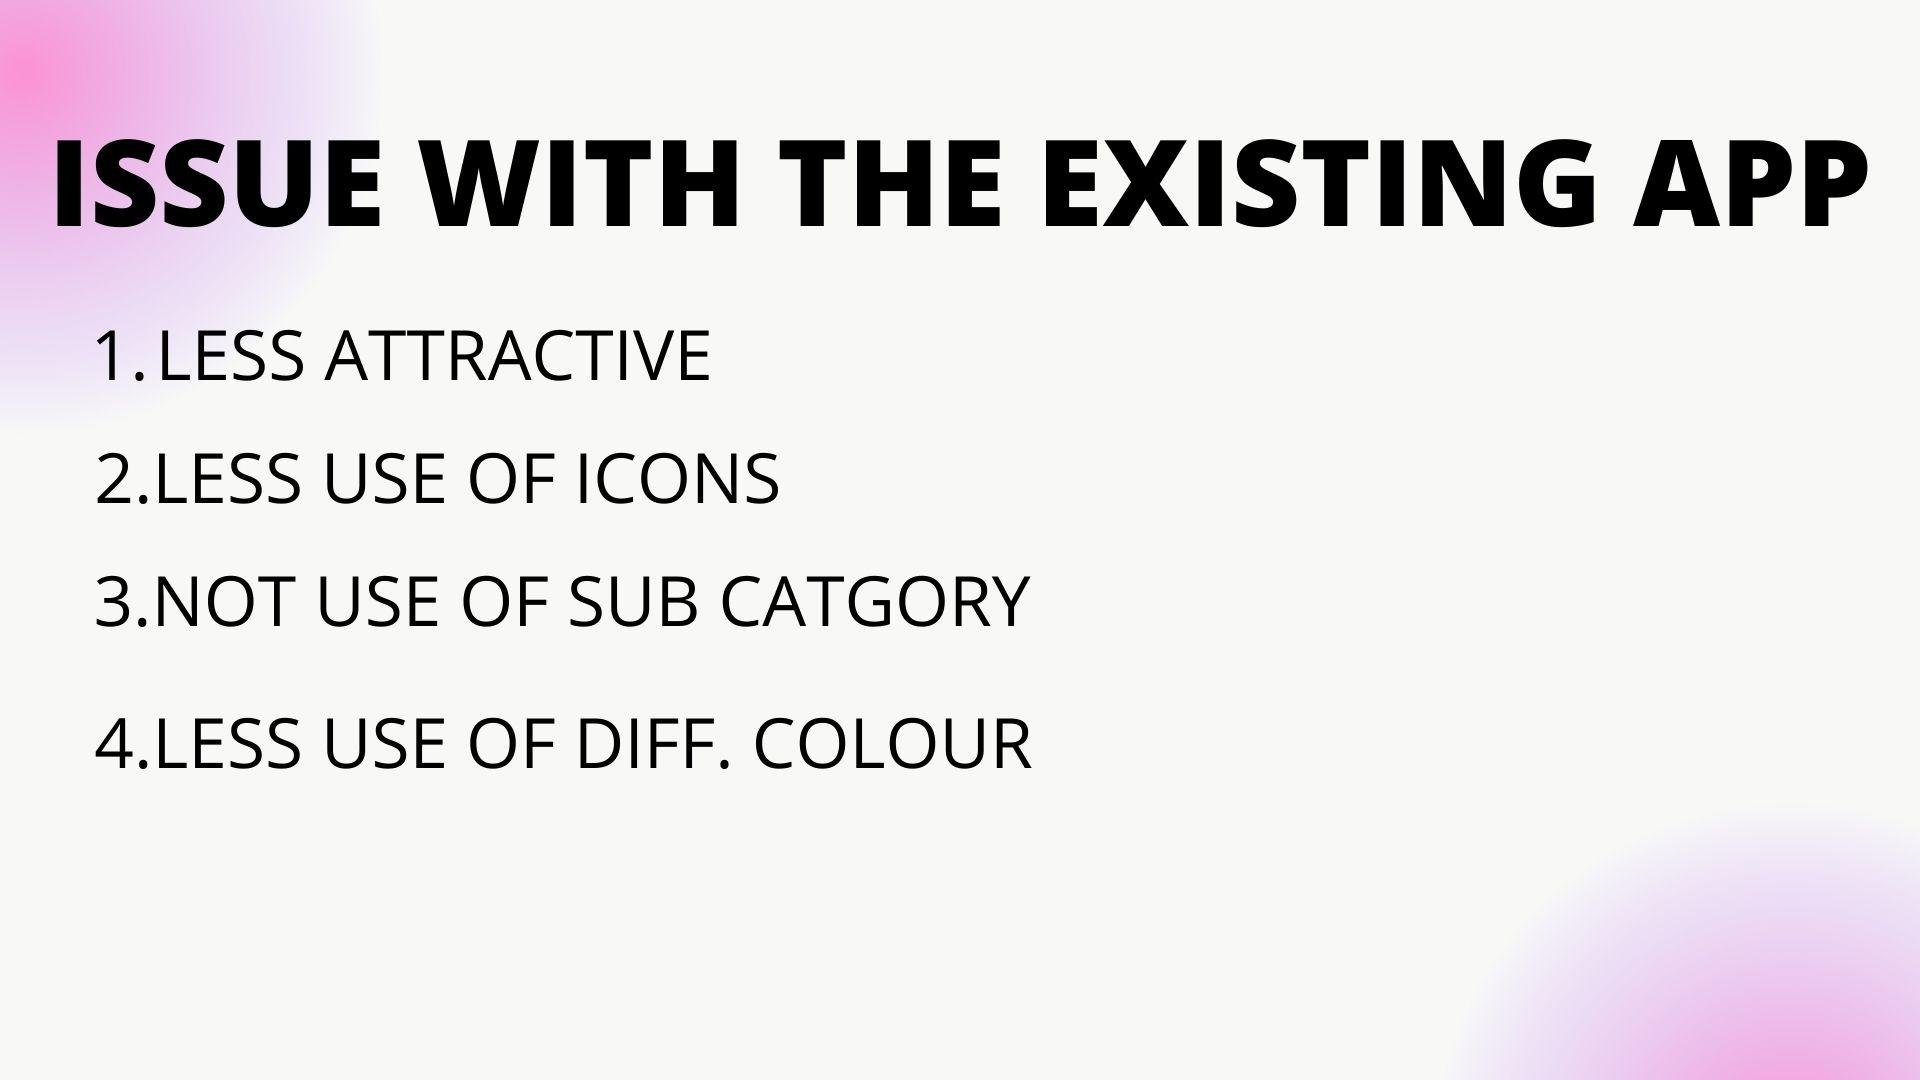 ISSUE WITH THE EXISTING APP
1. LESS ATTRACTIVE
2.LESS USE OF ICONS
3.NOT USE OF SUB CATGORY
4.LESS USE OF DIFF. COLOUR